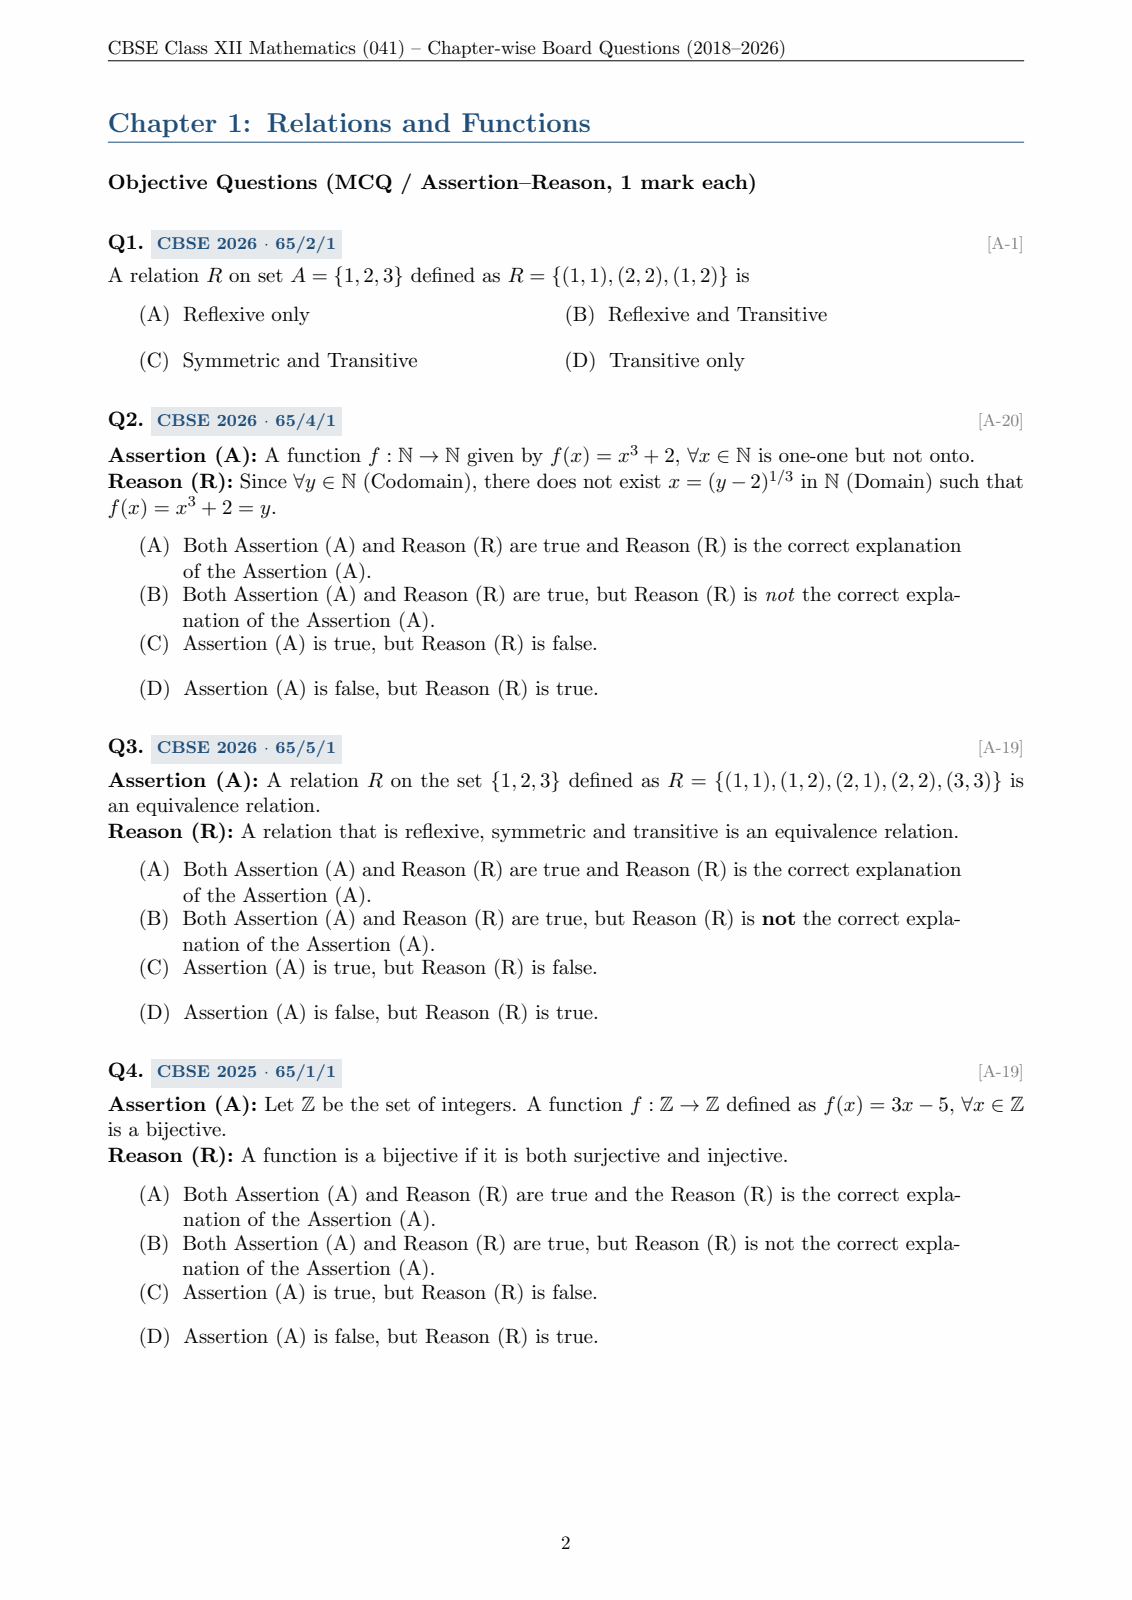 CBSE Class XII Mathematics (041) – Chapter-wise Board Questions (2018–2026)
Chapter 1: Relations and Functions
Objective Questions (MCQ / Assertion–Reason, 1 mark each)
Q1. CBSE 2026 · 65/2/1 [A-1]
A relation R on set A = {1, 2, 3} defined as R = {(1, 1), (2, 2), (1, 2)} is
(A) Reflexive only (B) Reflexive and Transitive
(C) Symmetric and Transitive (D) Transitive only
Q2. CBSE 2026 · 65/4/1 [A-20]
Assertion (A): A function f : ℕ → ℕ given by f(x) = x³ + 2, ∀x ∈ ℕ is one-one but not onto.
Reason (R): Since ∀y ∈ ℕ (Codomain), there does not exist x = (y − 2)^{1/3} in ℕ (Domain) such that
f(x) = x³ + 2 = y.
(A) Both Assertion (A) and Reason (R) are true and Reason (R) is the correct explanation
of the Assertion (A).
(B) Both Assertion (A) and Reason (R) are true, but Reason (R) is not the correct expla-
nation of the Assertion (A).
(C) Assertion (A) is true, but Reason (R) is false.
(D) Assertion (A) is false, but Reason (R) is true.
Q3. CBSE 2026 · 65/5/1 [A-19]
Assertion (A): A relation R on the set {1, 2, 3} defined as R = {(1, 1), (1, 2), (2, 1), (2, 2), (3, 3)} is
an equivalence relation.
Reason (R): A relation that is reflexive, symmetric and transitive is an equivalence relation.
(A) Both Assertion (A) and Reason (R) are true and Reason (R) is the correct explanation
of the Assertion (A).
(B) Both Assertion (A) and Reason (R) are true, but Reason (R) is not the correct expla-
nation of the Assertion (A).
(C) Assertion (A) is true, but Reason (R) is false.
(D) Assertion (A) is false, but Reason (R) is true.
Q4. CBSE 2025 · 65/1/1 [A-19]
Assertion (A): Let ℤ be the set of integers. A function f : ℤ → ℤ defined as f(x) = 3x − 5, ∀x ∈ ℤ
is a bijective.
Reason (R): A function is a bijective if it is both surjective and injective.
(A) Both Assertion (A) and Reason (R) are true and the Reason (R) is the correct expla-
nation of the Assertion (A).
(B) Both Assertion (A) and Reason (R) are true, but Reason (R) is not the correct expla-
nation of the Assertion (A).
(C) Assertion (A) is true, but Reason (R) is false.
(D) Assertion (A) is false, but Reason (R) is true.
2